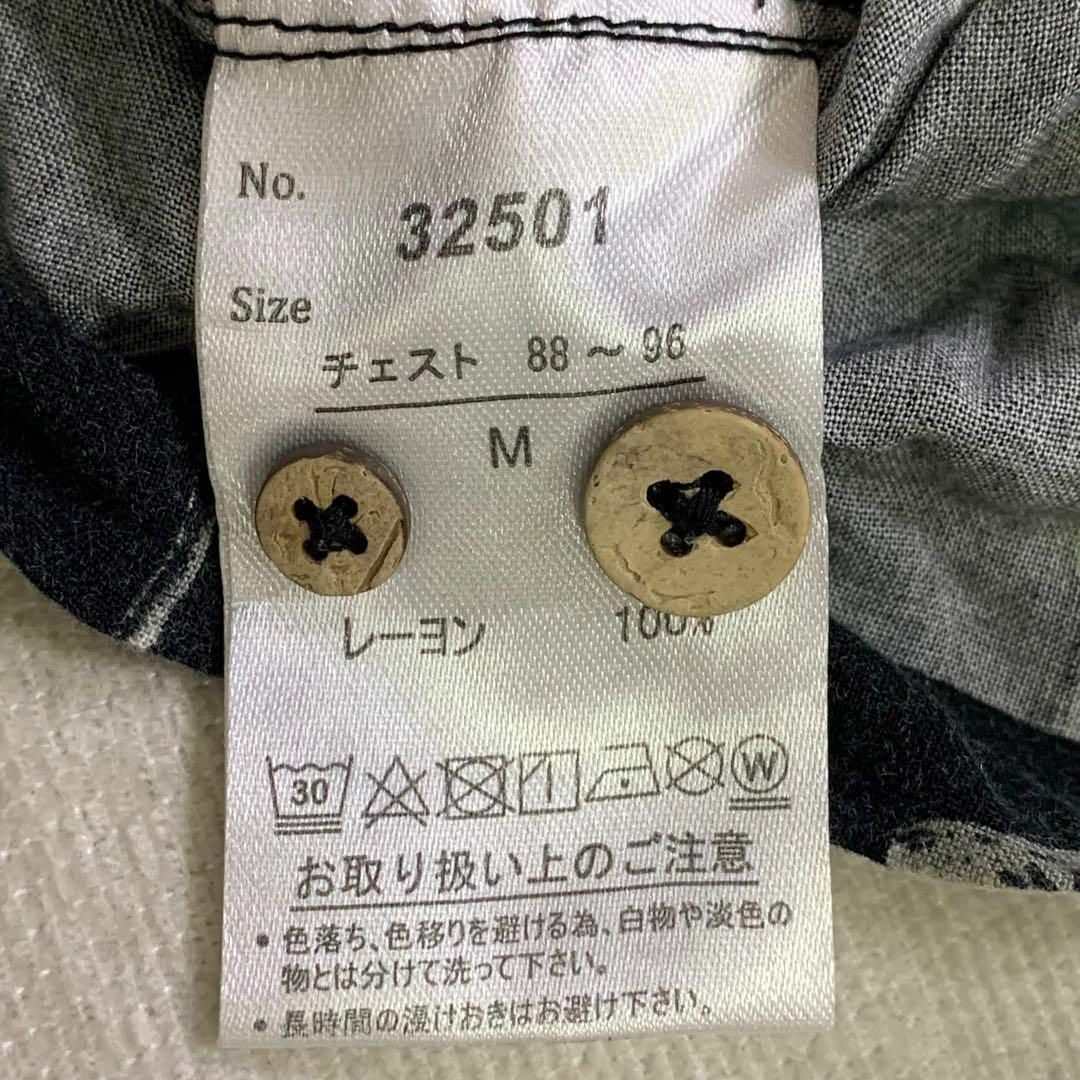 No.
32501
Size
チェスト 88 ～ 96
M
レーヨン 100%
30 W
お取り扱い上のご注意
・色落ち、色移りを避ける為、白物や淡色の
物とは分けて洗って下さい。
・長時間の浸けおきはお避け下さい。